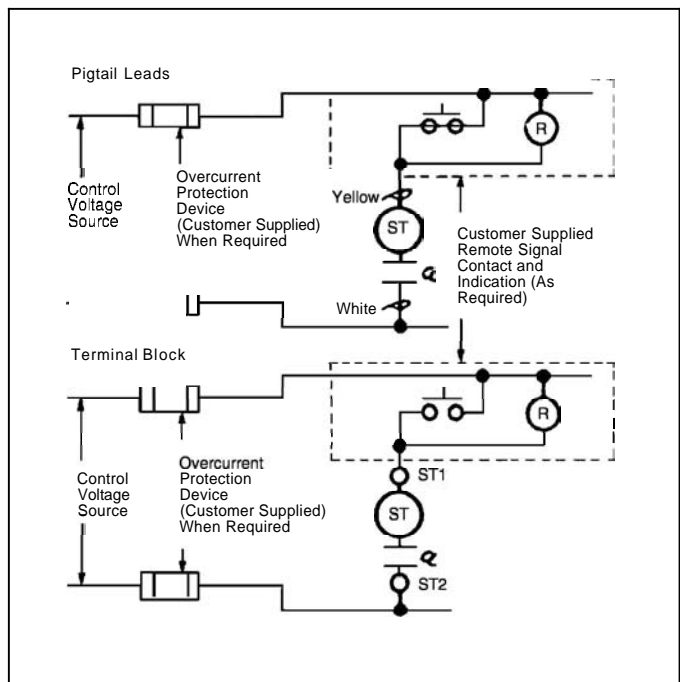 Pigtail Leads
R
Control
Voltage
Source
Overcurrent
Protection
Device
(Customer Supplied)
When Required
Yellow
ST
a
White
Customer Supplied
Remote Signal
Contact and
Indication (As
Required)
Terminal Block
R
Control
Voltage
Source
Overcurrent
Protection
Device
(Customer Supplied)
When Required
ST1
ST
a
ST2